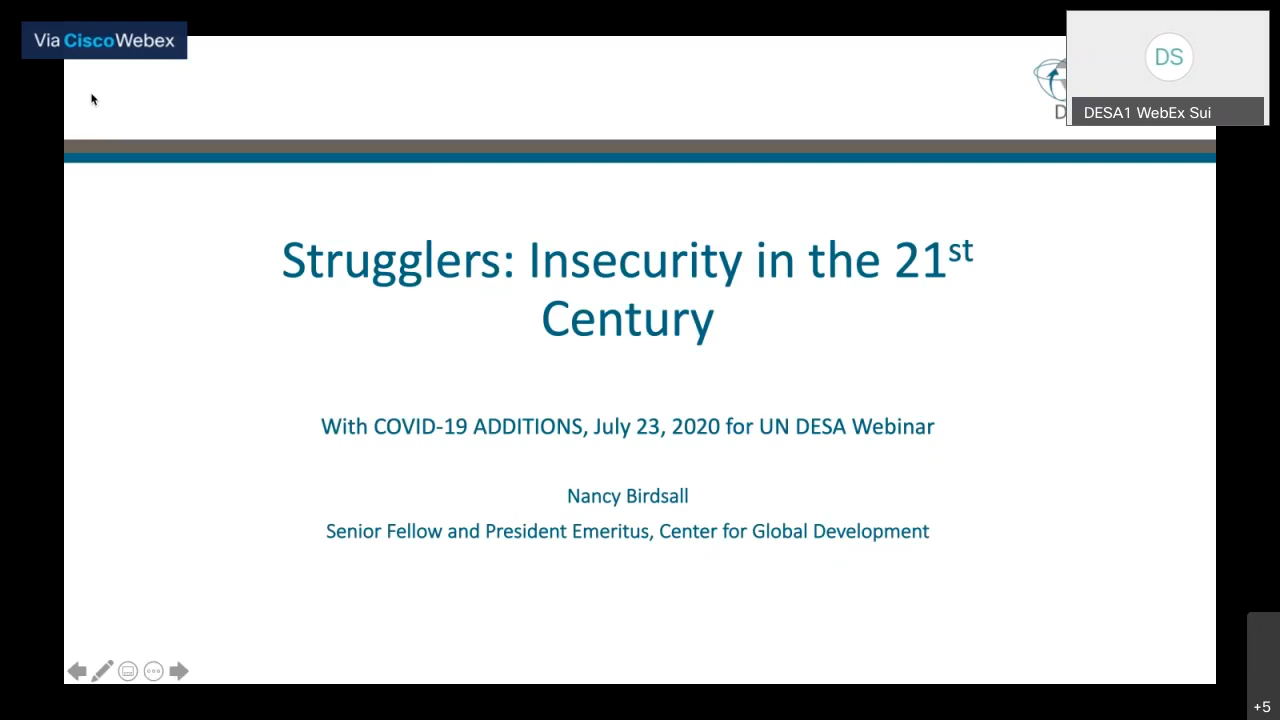 Via CiscoWebex
DS
DESA1 WebEx Sui
D
Strugglers: Insecurity in the 21st
Century
With COVID-19 ADDITIONS, July 23, 2020 for UN DESA Webinar
Nancy Birdsall
Senior Fellow and President Emeritus, Center for Global Development
+5